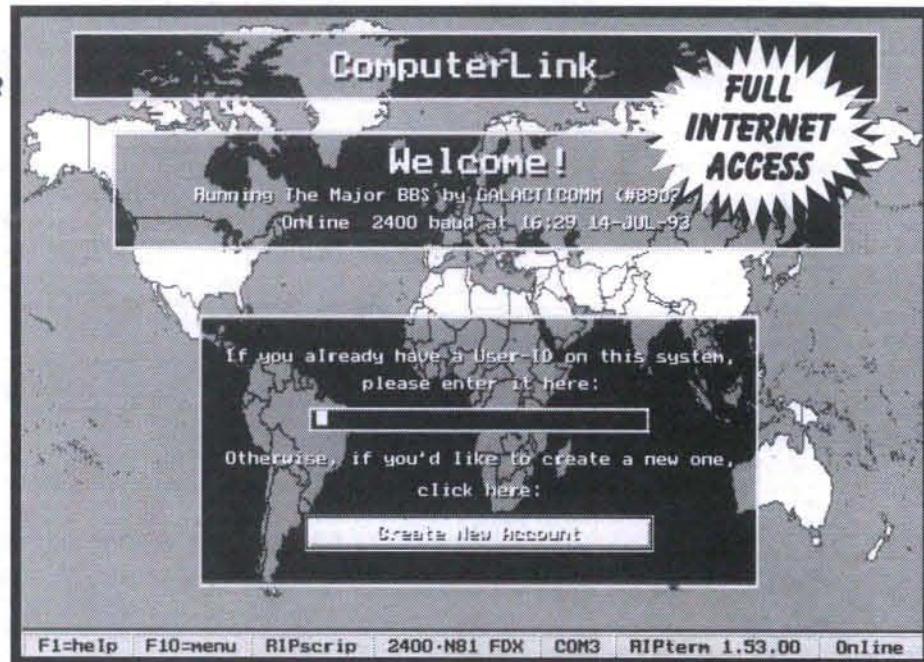 ComputerLink
FULL
INTERNET
ACCESS
Welcome!
Running The Major BBS by GALACTICOMM
Online 2400 baud at 16:29 14-JUL-93
If you already have a User-ID on this system,
please enter it here:
Otherwise, if you'd like to create a new one,
click here:
Create New Account
F1=help F10=menu RIPscrip 2400·N81 FDX COM3 RIPterm 1.53.00 Online